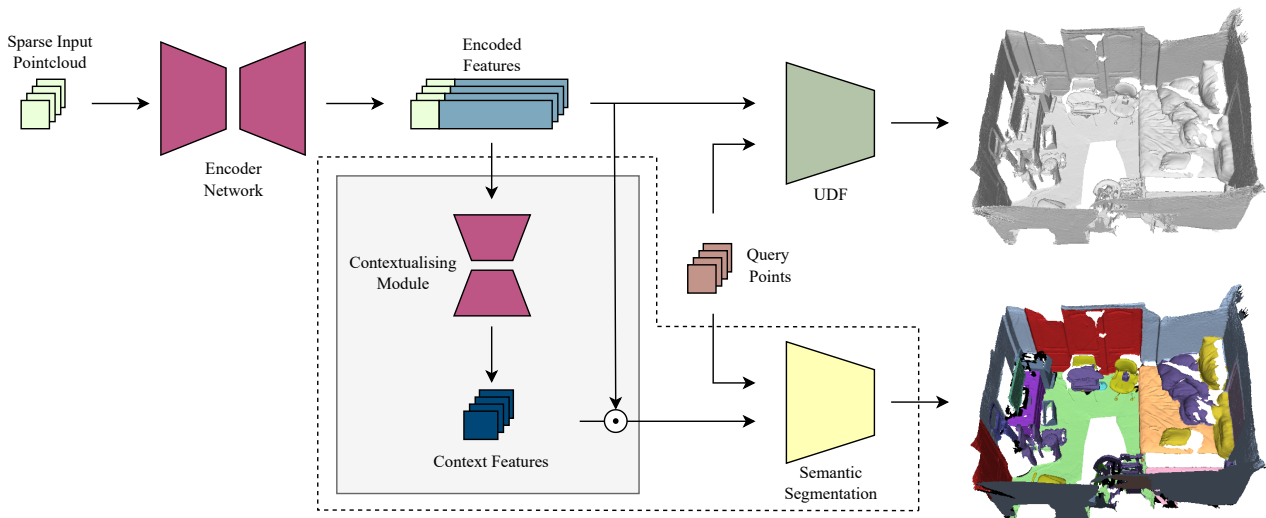 Sparse Input
Pointcloud
Encoder
Network
Encoded
Features
Contextualising
Module
Context Features
Query
Points
UDF
Semantic
Segmentation